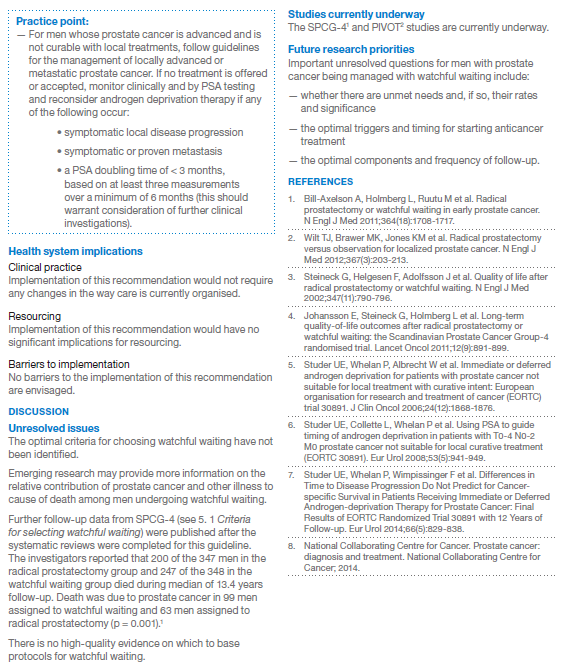 Practice point:
— For men whose prostate cancer is advanced and is
not curable with local treatments, follow guidelines
for the management of locally advanced or
metastatic prostate cancer. If no treatment is offered
or accepted, monitor clinically and by PSA testing
and reconsider androgen deprivation therapy if any
of the following occur:
• symptomatic local disease progression
• symptomatic or proven metastasis
• a PSA doubling time of < 3 months,
based on at least three measurements
over a minimum of 6 months (this should
warrant consideration of further clinical
investigations).
Health system implications
Clinical practice
Implementation of this recommendation would not require
any changes in the way care is currently organised.
Resourcing
Implementation of this recommendation would have no
significant implications for resourcing.
Barriers to implementation
No barriers to the implementation of this recommendation
are envisaged.
DISCUSSION
Unresolved issues
The optimal criteria for choosing watchful waiting have not
been identified.
Emerging research may provide more information on the
relative contribution of prostate cancer and other illness to
cause of death among men undergoing watchful waiting.
Further follow-up data from SPCG-4 (see 5. 1 Criteria
for selecting watchful waiting) were published after the
systematic reviews were completed for this guideline.
The investigators reported that 200 of the 347 men in the
radical prostatectomy group and 247 of the 348 in the
watchful waiting group died during median of 13.4 years
follow-up. Death was due to prostate cancer in 99 men
assigned to watchful waiting and 63 men assigned to
radical prostatectomy (p = 0.001).¹
There is no high-quality evidence on which to base
protocols for watchful waiting.
Studies currently underway
The SPCG-4¹ and PIVOT² studies are currently underway.
Future research priorities
Important unresolved questions for men with prostate
cancer being managed with watchful waiting include:
— whether there are unmet needs and, if so, their rates
and significance
— the optimal triggers and timing for starting anticancer
treatment
— the optimal components and frequency of follow-up.
REFERENCES
1. Bill-Axelson A, Holmberg L, Ruutu M et al. Radical
prostatectomy or watchful waiting in early prostate cancer.
N Engl J Med 2011;364(18):1708-1717.
2. Wilt TJ, Brawer MK, Jones KM et al. Radical prostatectomy
versus observation for localized prostate cancer. N Engl J
Med 2012;367(3):203-213.
3. Steineck G, Helgesen F, Adolfsson J et al. Quality of life after
radical prostatectomy or watchful waiting. N Engl J Med
2002;347(11):790-796.
4. Johansson E, Steineck G, Holmberg L et al. Long-term
quality-of-life outcomes after radical prostatectomy or
watchful waiting: the Scandinavian Prostate Cancer Group-4
randomised trial. Lancet Oncol 2011;12(9):891-899.
5. Studer UE, Whelan P, Albrecht W et al. Immediate or deferred
androgen deprivation for patients with prostate cancer not
suitable for local treatment with curative intent: European
organisation for research and treatment of cancer (EORTC)
trial 30891. J Clin Oncol 2006;24(12):1868-1876.
6. Studer UE, Collette L, Whelan P et al. Using PSA to guide
timing of androgen deprivation in patients with T0-4 N0-2
M0 prostate cancer not suitable for local curative treatment
(EORTC 30891). Eur Urol 2008;53(5):941-949.
7. Studer UE, Whelan P, Wimpissinger F et al. Differences in
Time to Disease Progression Do Not Predict for Cancer-
specific Survival in Patients Receiving Immediate or Deferred
Androgen-deprivation Therapy for Prostate Cancer: Final
Results of EORTC Randomized Trial 30891 with 12 Years of
Follow-up. Eur Urol 2014;66(5):829-838.
8. National Collaborating Centre for Cancer. Prostate cancer:
diagnosis and treatment. National Collaborating Centre for
Cancer; 2014.